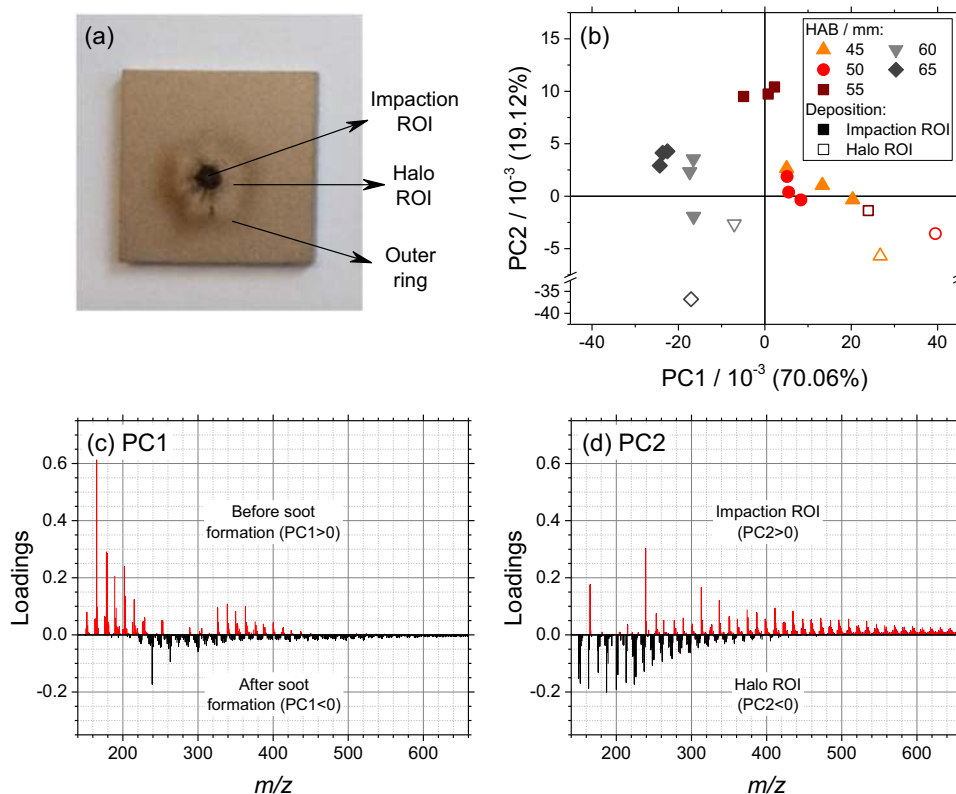 (a)
Impaction
ROI
Halo
ROI
Outer
ring
(b)
HAB / mm:
45
60
50
65
55
Deposition:
Impaction ROI
Halo ROI
PC2 / 10⁻³ (19.12%)
15
10
5
0
-5
-35
-40
-40 -20 0 20 40
PC1 / 10⁻³ (70.06%)
(c) PC1
Before soot
formation (PC1>0)
After soot
formation (PC1<0)
Loadings
0.6
0.4
0.2
0.0
-0.2
200 300 400 500 600
m/z
(d) PC2
Impaction ROI
(PC2>0)
Halo ROI
(PC2<0)
Loadings
0.6
0.4
0.2
0.0
-0.2
200 300 400 500 600
m/z